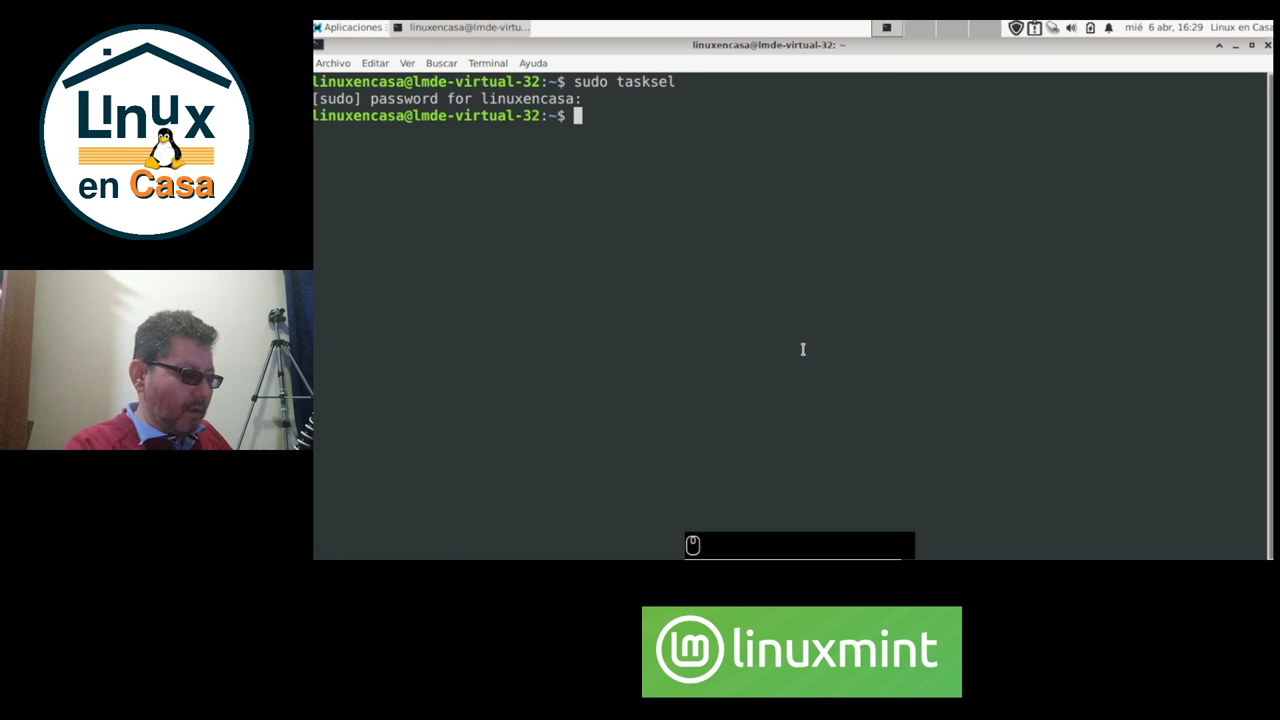 Linux
en Casa
Aplicaciones
linuxencasa@lmde-virtu...
mié 6 abr, 16:29
Linux en Casa
linuxencasa@lmde-virtual-32: ~
Archivo Editar Ver Buscar Terminal Ayuda
linuxencasa@lmde-virtual-32:~$ sudo tasksel
[sudo] password for linuxencasa:
linuxencasa@lmde-virtual-32:~$
lm linuxmint